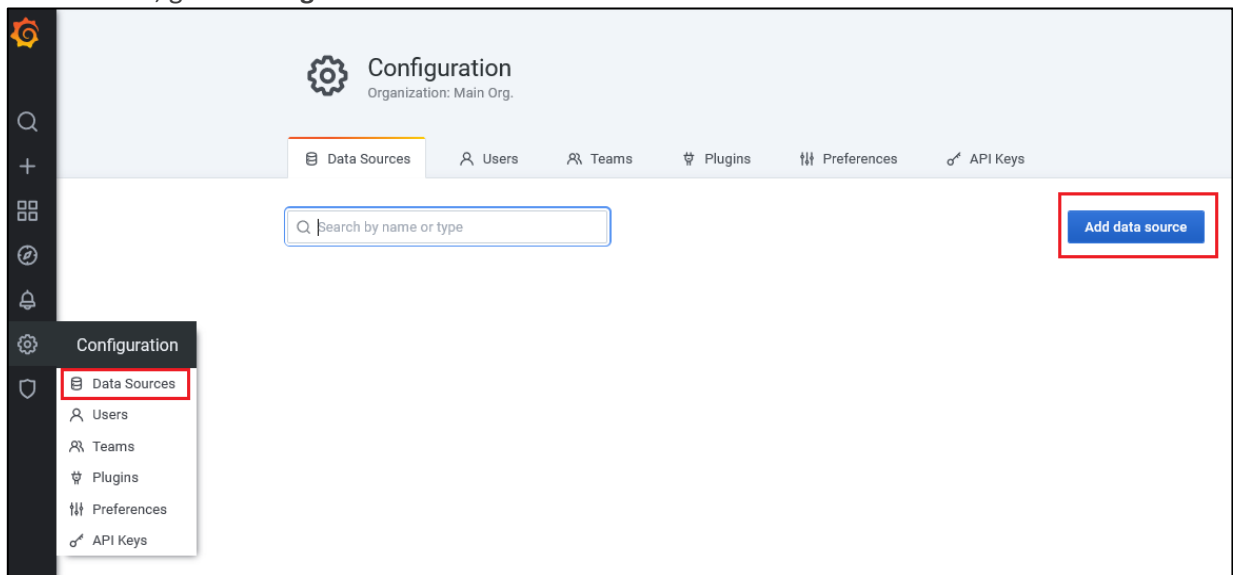 Configuration
Organization: Main Org.
Data Sources Users Teams Plugins Preferences API Keys
Search by name or type
Add data source
Configuration
Data Sources
Users
Teams
Plugins
Preferences
API Keys